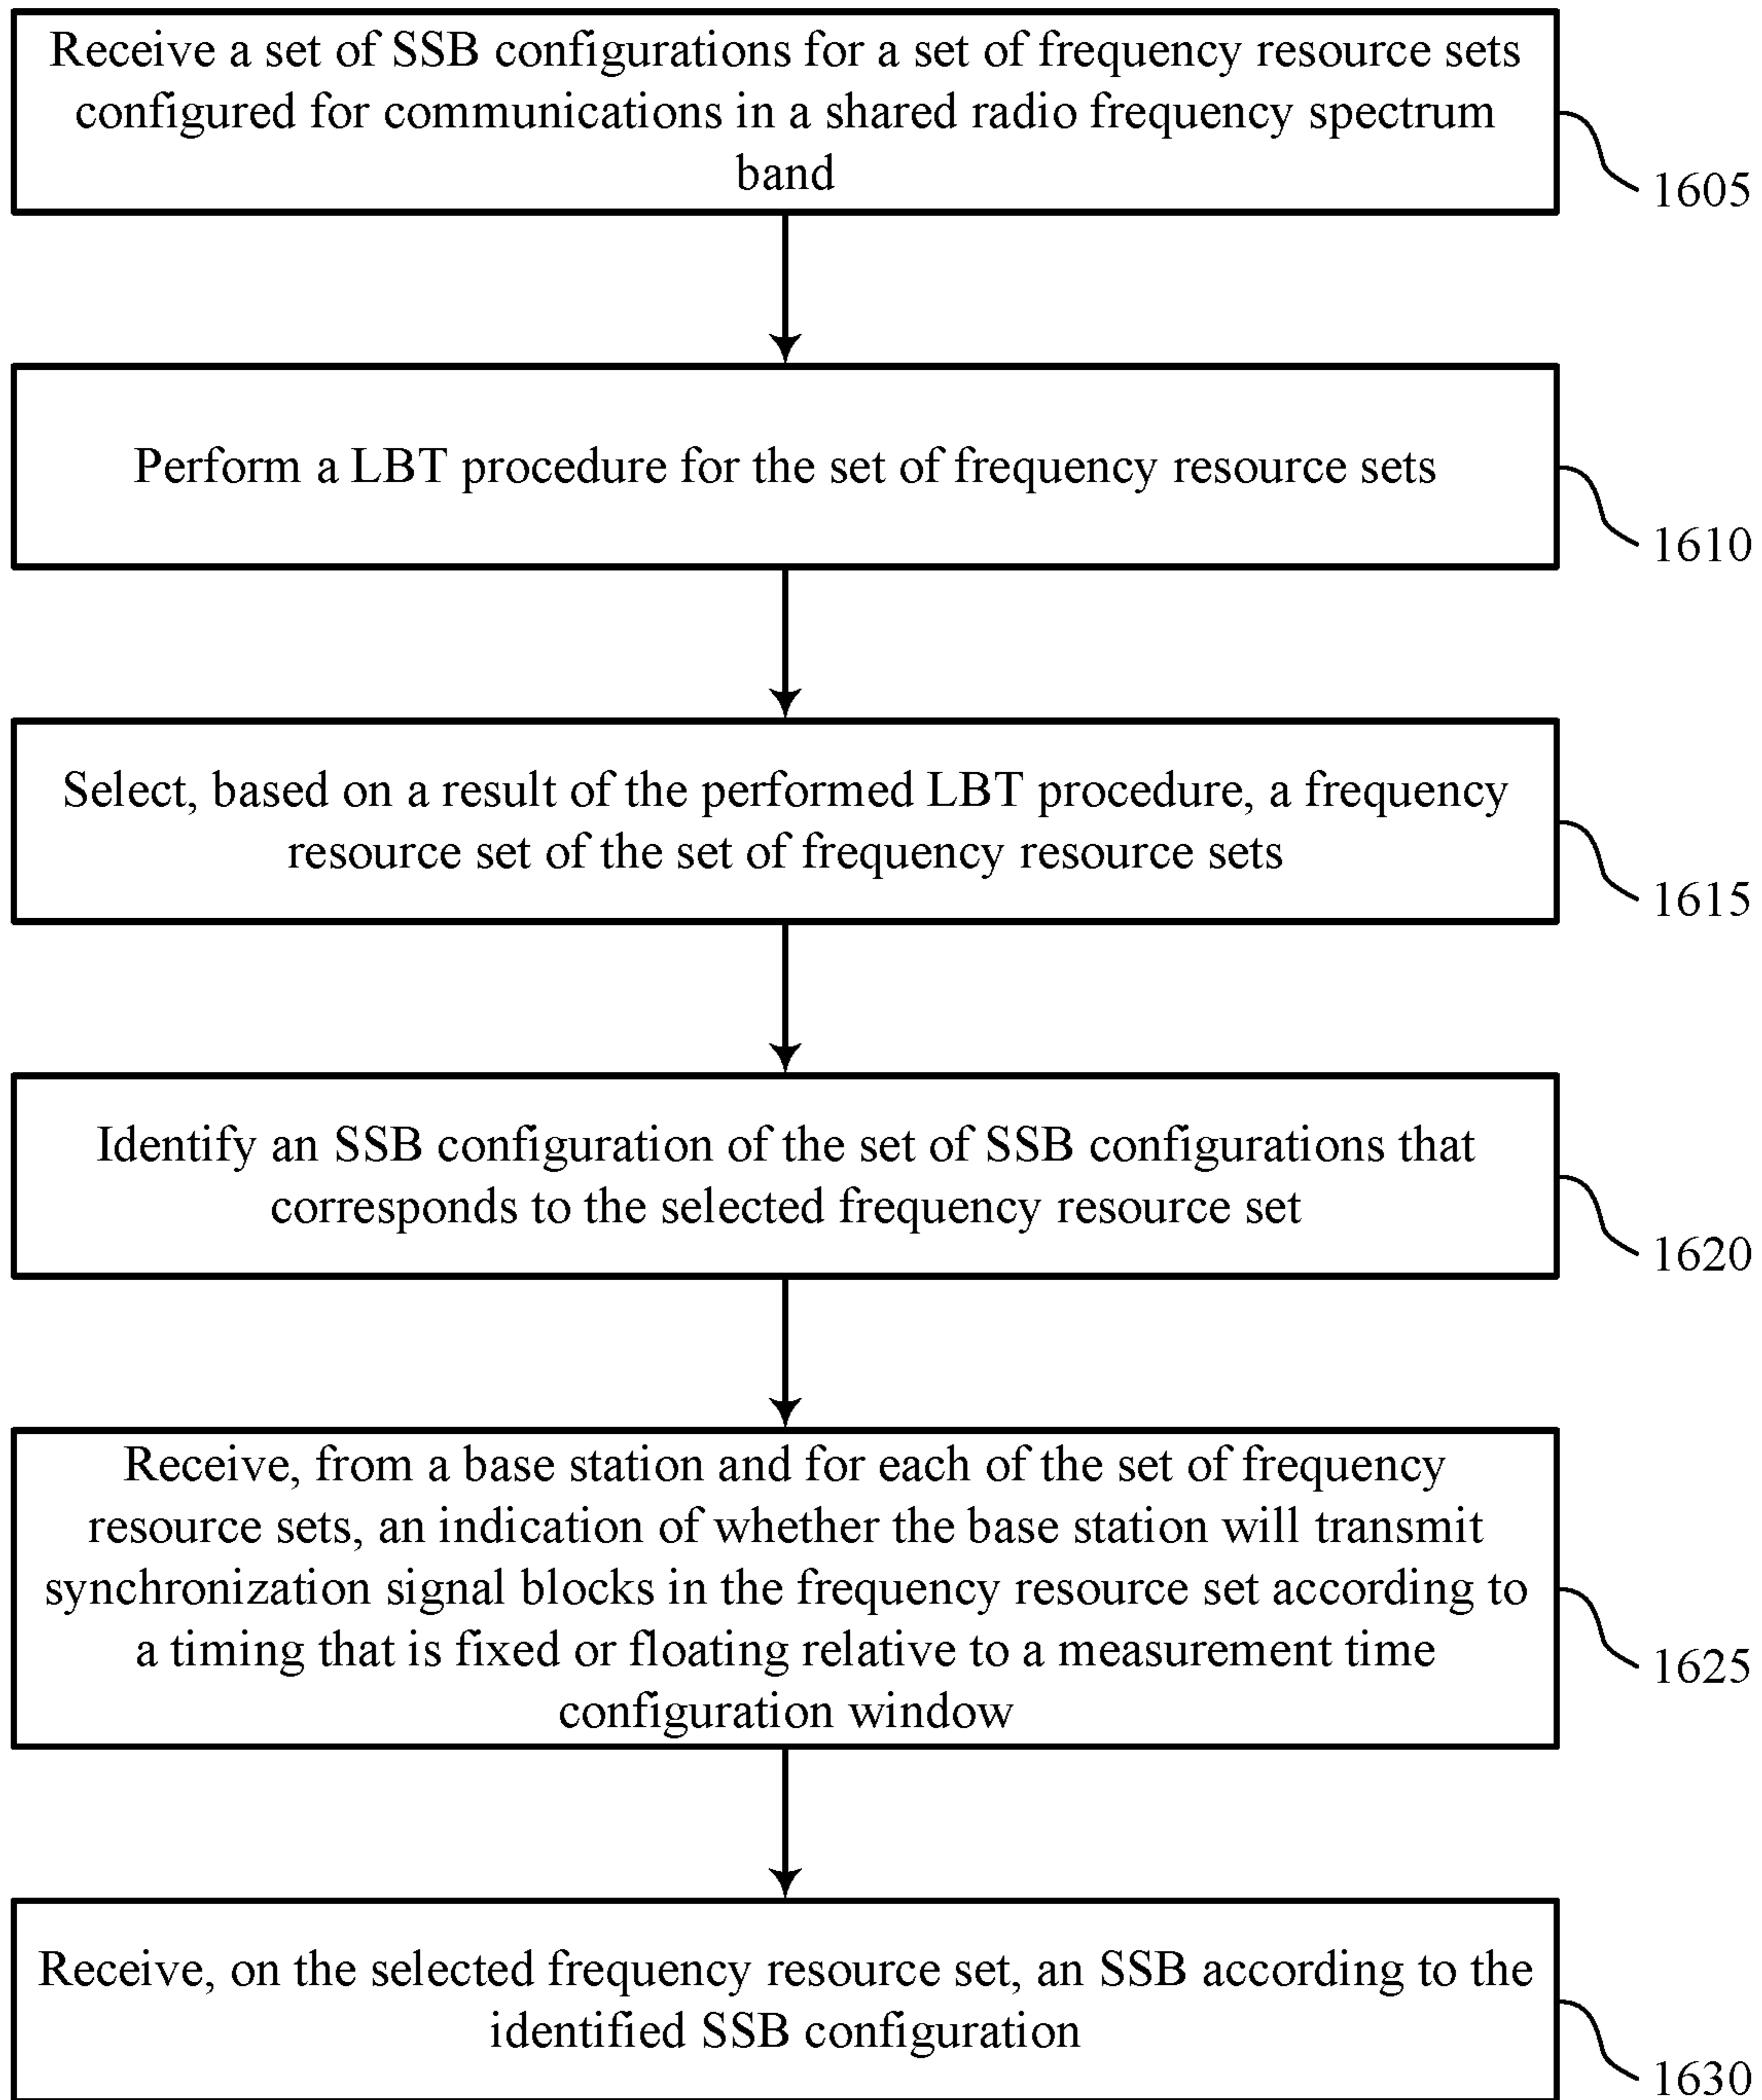 Receive a set of SSB configurations for a set of frequency resource sets
configured for communications in a shared radio frequency spectrum
band
1605
Perform a LBT procedure for the set of frequency resource sets
1610
Select, based on a result of the performed LBT procedure, a frequency
resource set of the set of frequency resource sets
1615
Identify an SSB configuration of the set of SSB configurations that
corresponds to the selected frequency resource set
1620
Receive, from a base station and for each of the set of frequency
resource sets, an indication of whether the base station will transmit
synchronization signal blocks in the frequency resource set according to
a timing that is fixed or floating relative to a measurement time
configuration window
1625
Receive, on the selected frequency resource set, an SSB according to the
identified SSB configuration
1630